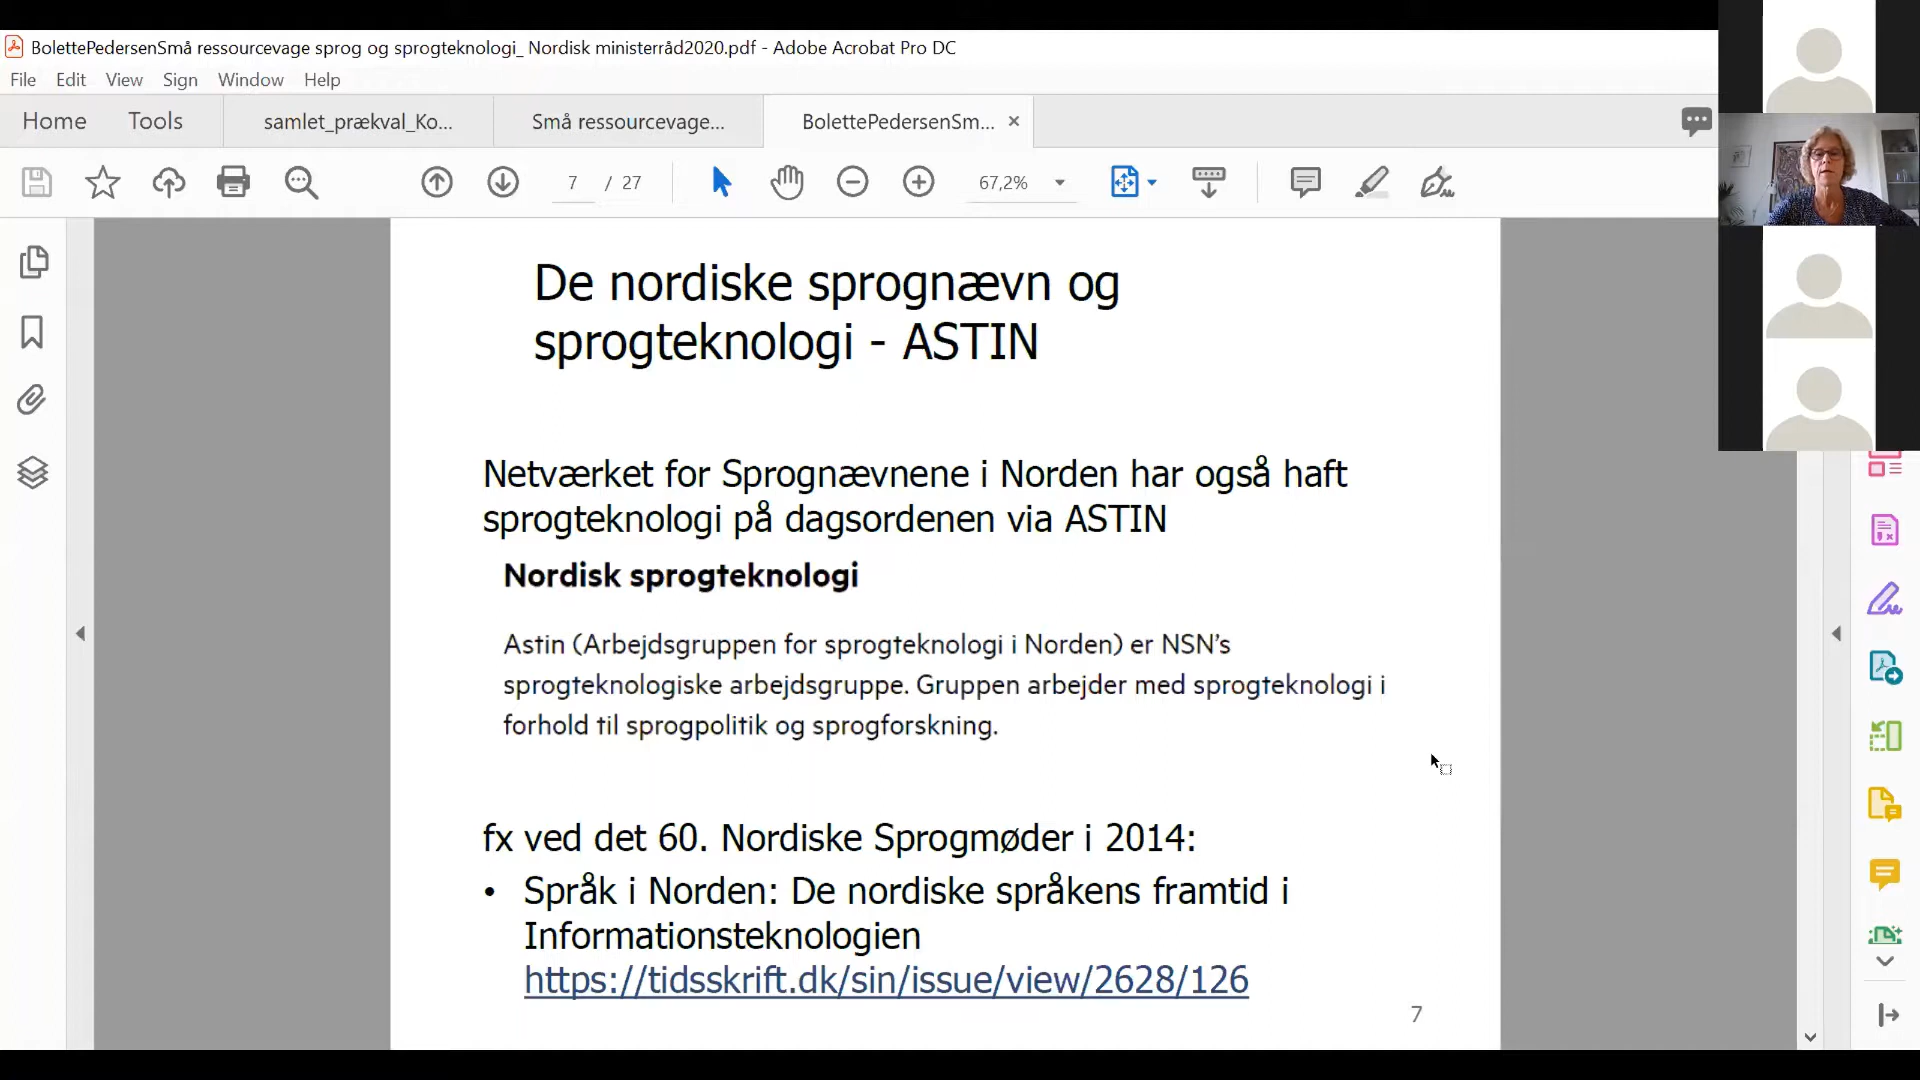 BolettePedersenSmå ressourcevage sprog og sprogteknologi_ Nordisk ministerråd2020.pdf - Adobe Acrobat Pro DC
File Edit View Sign Window Help
Home Tools samlet_prækval_Ko... Små ressourcevage... BolettePedersenSm... ×
7 / 27 67,2%
De nordiske sprognævn og
sprogteknologi - ASTIN
Netværket for Sprognævnene i Norden har også haft
sprogteknologi på dagsordenen via ASTIN
Nordisk sprogteknologi
Astin (Arbejdsgruppen for sprogteknologi i Norden) er NSN's
sprogteknologiske arbejdsgruppe. Gruppen arbejder med sprogteknologi i
forhold til sprogpolitik og sprogforskning.
fx ved det 60. Nordiske Sprogmøder i 2014:
• Språk i Norden: De nordiske språkens framtid i
Informationsteknologien
https://tidsskrift.dk/sin/issue/view/2628/126
7